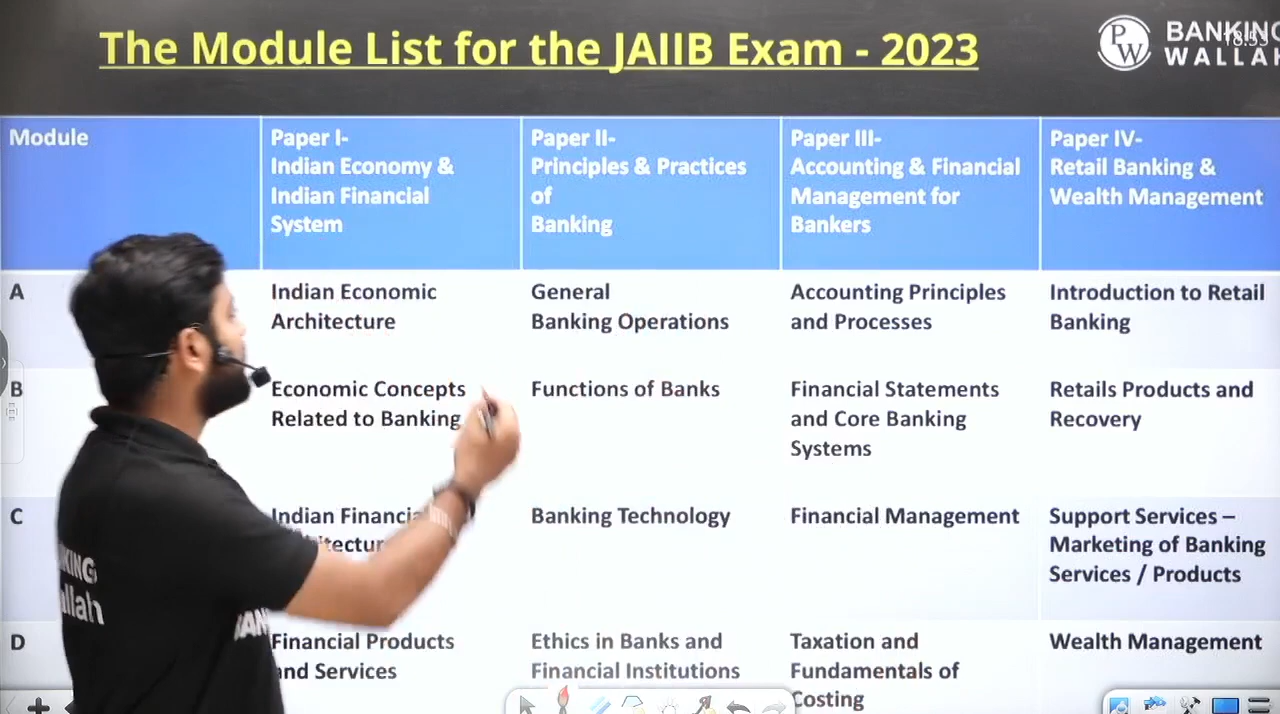 The Module List for the JAIIB Exam - 2023
PW
BANKING
WALLAH
Module
Paper I-
Indian Economy &
Indian Financial
System
Paper II-
Principles & Practices
of
Banking
Paper III-
Accounting & Financial
Management for
Bankers
Paper IV-
Retail Banking &
Wealth Management
A
Indian Economic
Architecture
General
Banking Operations
Accounting Principles
and Processes
Introduction to Retail
Banking
B
Economic Concepts
Related to Banking
Functions of Banks
Financial Statements
and Core Banking
Systems
Retails Products and
Recovery
C
Indian
Banking Technology
Financial Management
Support Services –
Marketing of Banking
Services / Products
D
Financial Products
and Services
Ethics in Banks and
Financial Institutions
Taxation and
Fundamentals of
Costing
Wealth Management